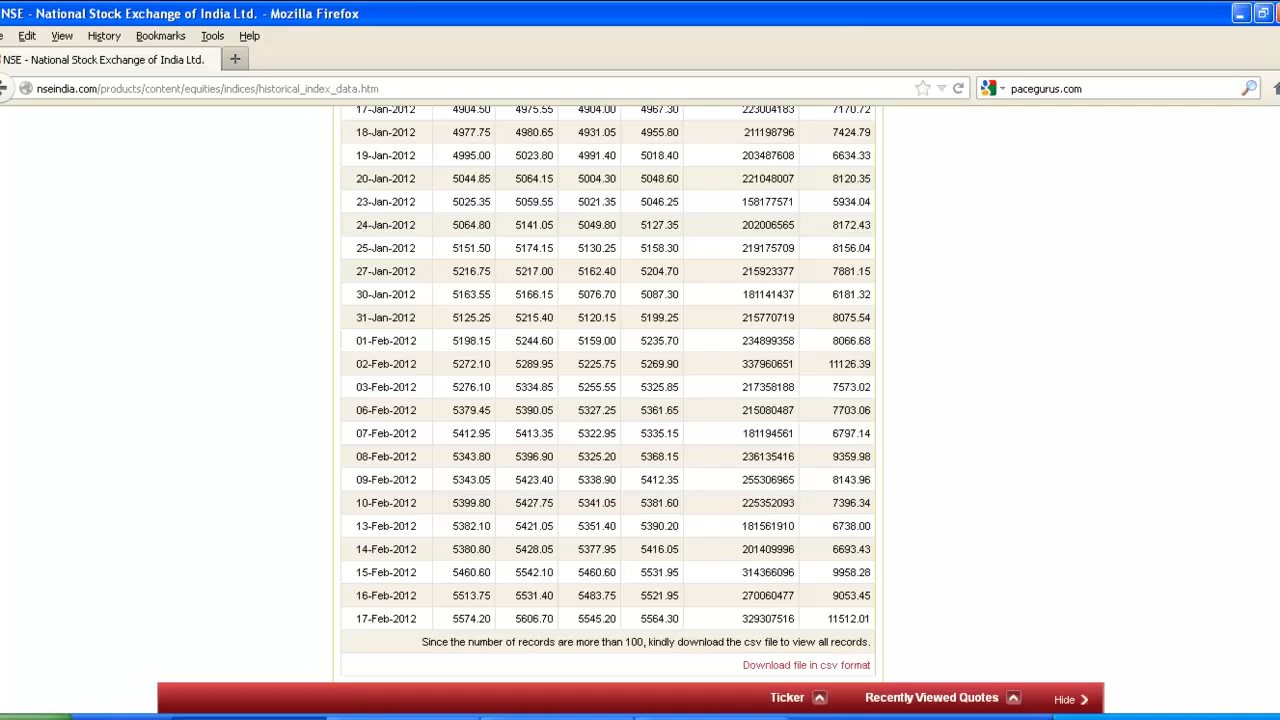 NSE - National Stock Exchange of India Ltd. - Mozilla Firefox
Edit View History Bookmarks Tools Help
NSE - National Stock Exchange of India Ltd. +
nseindia.com/products/content/equities/indices/historical_index_data.htm pacegurus.com
17-Jan-2012 4904.50 4975.55 4904.00 4967.30 223004183 7170.72
18-Jan-2012 4977.75 4980.65 4931.05 4955.80 211198796 7424.79
19-Jan-2012 4995.00 5023.80 4991.40 5018.40 203487608 6634.33
20-Jan-2012 5044.85 5064.15 5004.30 5048.60 221048007 8120.35
23-Jan-2012 5025.35 5059.55 5021.35 5046.25 158177571 5934.04
24-Jan-2012 5064.80 5141.05 5049.80 5127.35 202006565 8172.43
25-Jan-2012 5151.50 5174.15 5130.25 5158.30 219175709 8156.04
27-Jan-2012 5216.75 5217.00 5162.40 5204.70 215923377 7881.15
30-Jan-2012 5163.55 5166.15 5076.70 5087.30 181141437 6181.32
31-Jan-2012 5125.25 5215.40 5120.15 5199.25 215770719 8075.54
01-Feb-2012 5198.15 5244.60 5159.00 5235.70 234899358 8066.68
02-Feb-2012 5272.10 5289.95 5225.75 5269.90 337960651 11126.39
03-Feb-2012 5276.10 5334.85 5255.55 5325.85 217358188 7573.02
06-Feb-2012 5379.45 5390.05 5327.25 5361.65 215080487 7703.06
07-Feb-2012 5412.95 5413.35 5322.95 5335.15 181194561 6797.14
08-Feb-2012 5343.80 5396.90 5325.20 5368.15 236135416 9359.98
09-Feb-2012 5343.05 5423.40 5338.90 5412.35 255306965 8143.96
10-Feb-2012 5399.80 5427.75 5341.05 5381.60 225352093 7396.34
13-Feb-2012 5382.10 5421.05 5351.40 5390.20 181561910 6738.00
14-Feb-2012 5380.80 5428.05 5377.95 5416.05 201409996 6693.43
15-Feb-2012 5460.60 5542.10 5460.60 5531.95 314366096 9958.28
16-Feb-2012 5513.75 5531.40 5483.75 5521.95 270060477 9053.45
17-Feb-2012 5574.20 5606.70 5545.20 5564.30 329307516 11512.01
Since the number of records are more than 100, kindly download the csv file to view all records.
Download file in csv format
Ticker Recently Viewed Quotes Hide